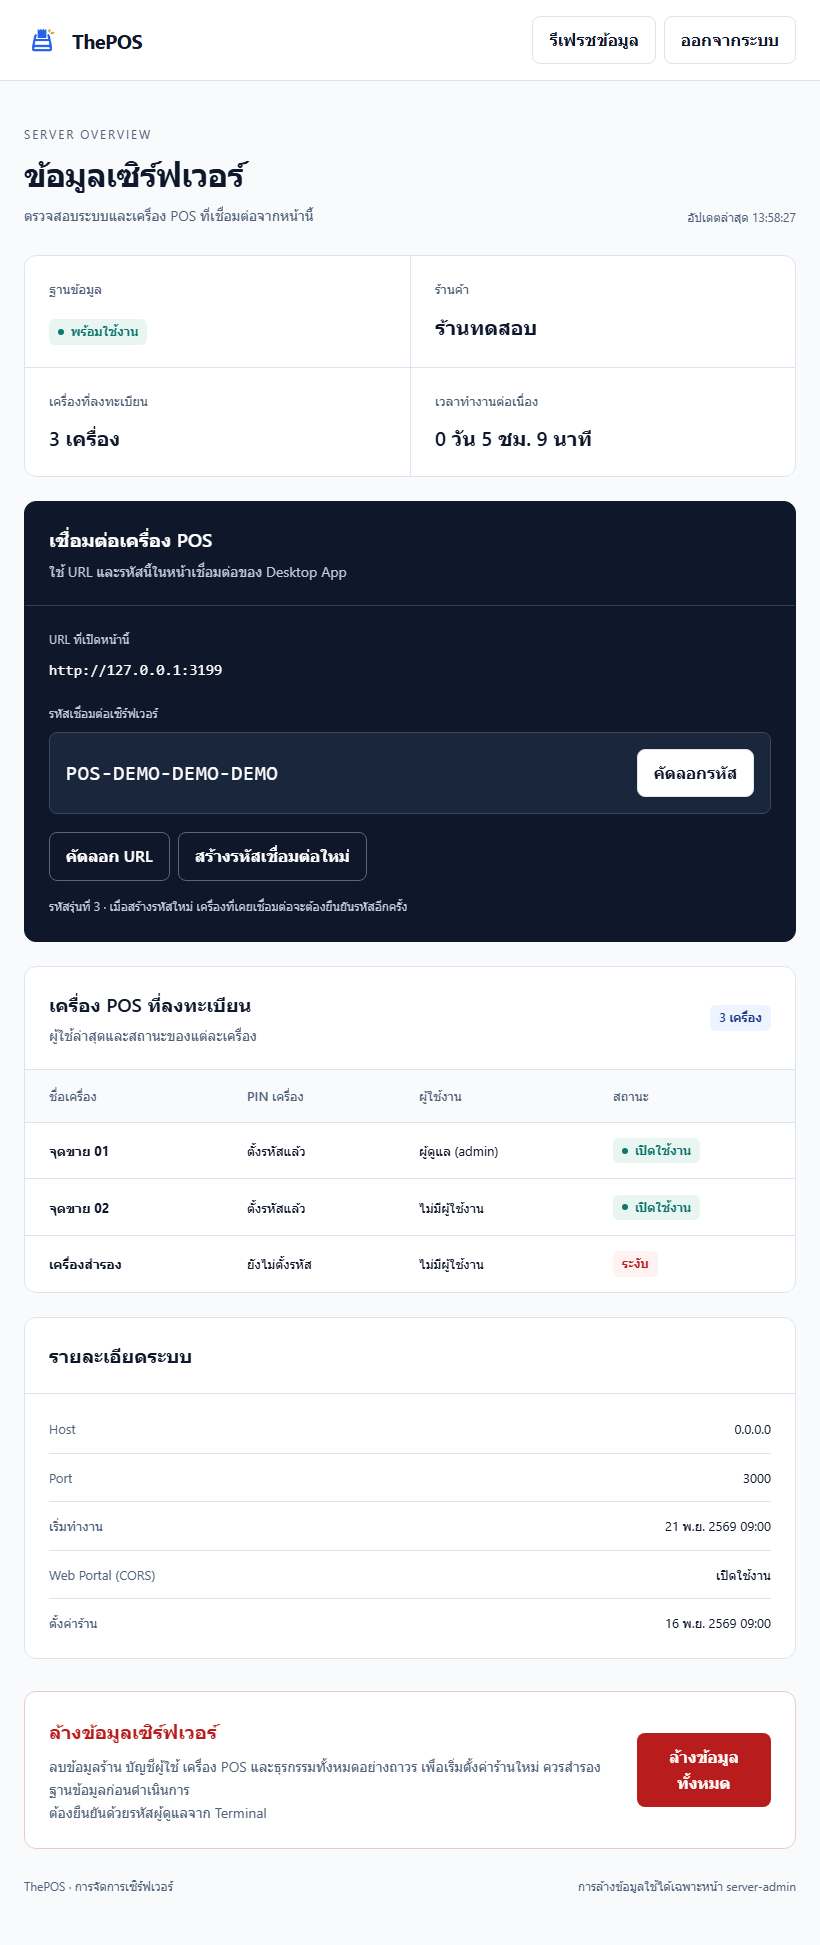 ThePOS
รีเฟรชข้อมูล
ออกจากระบบ
SERVER OVERVIEW
ข้อมูลเซิร์ฟเวอร์
ตรวจสอบระบบและเครื่อง POS ที่เชื่อมต่อจากหน้านี้
อัปเดตล่าสุด 13:58:27
ฐานข้อมูล
พร้อมใช้งาน
ร้านค้า
ร้านทดสอบ
เครื่องที่ลงทะเบียน
3 เครื่อง
เวลาทำงานต่อเนื่อง
0 วัน 5 ชม. 9 นาที
เชื่อมต่อเครื่อง POS
ใช้ URL และรหัสนี้ในหน้าเชื่อมต่อของ Desktop App
URL ที่เปิดหน้านี้
http://127.0.0.1:3199
รหัสเชื่อมต่อเซิร์ฟเวอร์
POS-DEMO-DEMO-DEMO
คัดลอกรหัส
คัดลอก URL
สร้างรหัสเชื่อมต่อใหม่
รหัสรุ่นที่ 3 · เมื่อสร้างรหัสใหม่ เครื่องที่เคยเชื่อมต่อจะต้องยืนยันรหัสอีกครั้ง
เครื่อง POS ที่ลงทะเบียน
ผู้ใช้ล่าสุดและสถานะของแต่ละเครื่อง
3 เครื่อง
ชื่อเครื่อง PIN เครื่อง ผู้ใช้งาน สถานะ
จุดขาย 01 ตั้งรหัสแล้ว ผู้ดูแล (admin) เปิดใช้งาน
จุดขาย 02 ตั้งรหัสแล้ว ไม่มีผู้ใช้งาน เปิดใช้งาน
เครื่องสำรอง ยังไม่ตั้งรหัส ไม่มีผู้ใช้งาน ระงับ
รายละเอียดระบบ
Host 0.0.0.0
Port 3000
เริ่มทำงาน 21 พ.ย. 2569 09:00
Web Portal (CORS) เปิดใช้งาน
ตั้งค่าร้าน 16 พ.ย. 2569 09:00
ล้างข้อมูลเซิร์ฟเวอร์
ลบข้อมูลร้าน บัญชีผู้ใช้ เครื่อง POS และธุรกรรมทั้งหมดอย่างถาวร เพื่อเริ่มตั้งค่าร้านใหม่ ควรสำรอง
ฐานข้อมูลก่อนดำเนินการ
ต้องยืนยันด้วยรหัสผู้ดูแลจาก Terminal
ล้างข้อมูล
ทั้งหมด
ThePOS · การจัดการเซิร์ฟเวอร์
การล้างข้อมูลใช้ได้เฉพาะหน้า server-admin